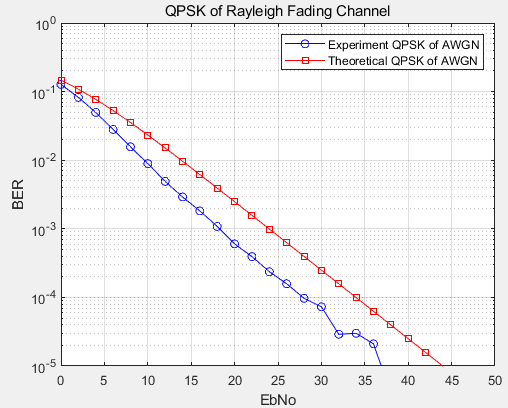 QPSK of Rayleigh Fading Channel
Experiment QPSK of AWGN
Theoretical QPSK of AWGN
10^0
10^-1
10^-2
10^-3
10^-4
10^-5
BER
0 5 10 15 20 25 30 35 40 45 50
EbNo